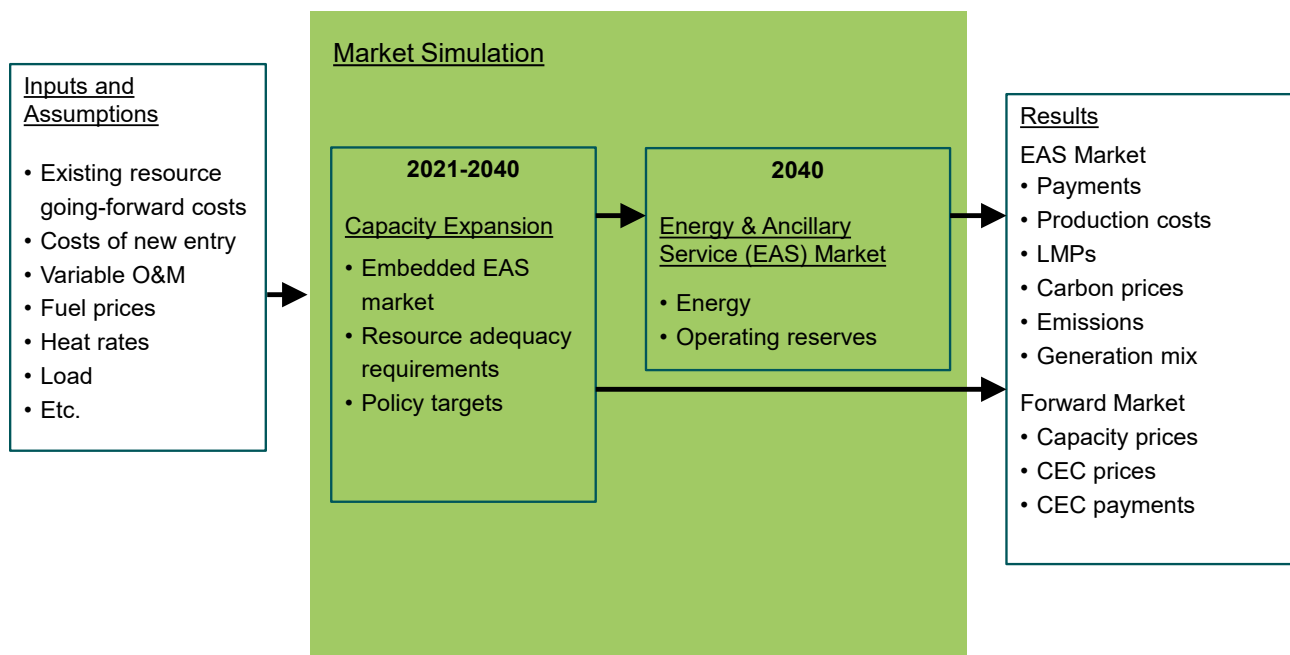 Market Simulation
Inputs and
Assumptions
• Existing resource
going-forward costs
• Costs of new entry
• Variable O&M
• Fuel prices
• Heat rates
• Load
• Etc.
2021-2040
Capacity Expansion
• Embedded EAS
market
• Resource adequacy
requirements
• Policy targets
2040
Energy & Ancillary
Service (EAS) Market
• Energy
• Operating reserves
Results
EAS Market
• Payments
• Production costs
• LMPs
• Carbon prices
• Emissions
• Generation mix
Forward Market
• Capacity prices
• CEC prices
• CEC payments